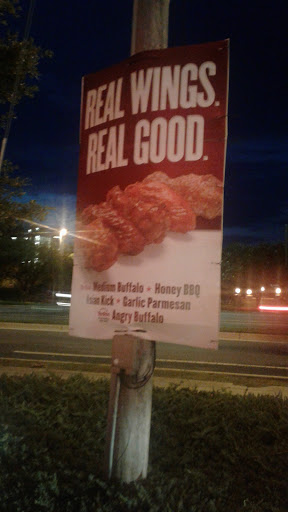 REAL WINGS.
REAL GOOD.
Medium Buffalo • Honey BBQ
Asian Kick • Garlic Parmesan
Angry Buffalo